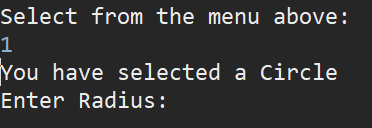 Select from the menu above:
1
You have selected a Circle
Enter Radius: